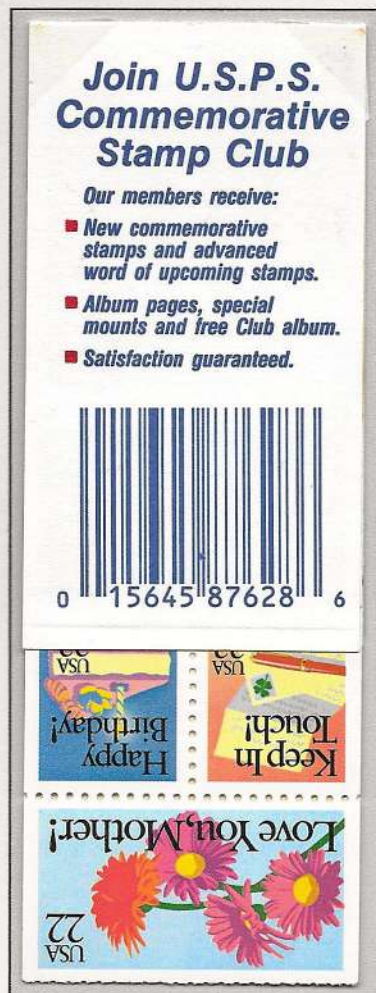 Join U.S.P.S.
Commemorative
Stamp Club
Our members receive:
New commemorative
stamps and advanced
word of upcoming stamps.
Album pages, special
mounts and free Club album.
Satisfaction guaranteed.
0 15645 87628 6
USA
Happy
Birthday!
USA
Keep In
Touch!
Love You, Mother!
USA
22